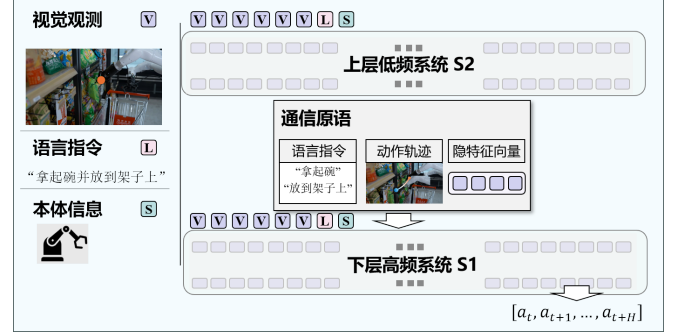 视觉观测 V
V V V V V V L S
上层低频系统 S2
语言指令 L
“拿起碗并放到架子上”
本体信息 S
通信原语
语言指令 动作轨迹 隐特征向量
“拿起碗”
“放到架子上”
V V V V V V L S
下层高频系统 S1
[a_t, a_{t+1}, ..., a_{t+H}]